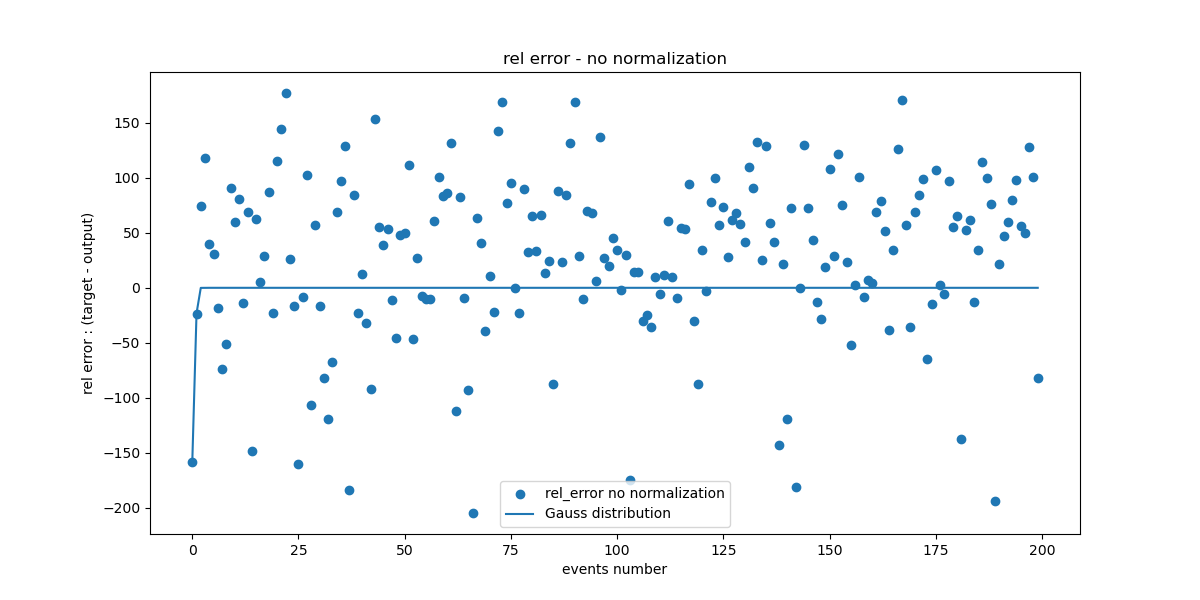 rel error - no normalization
rel error : (target - output)
150
100
50
0
−50
−100
−150
−200
rel_error no normalization
Gauss distribution
0 25 50 75 100 125 150 175 200
events number